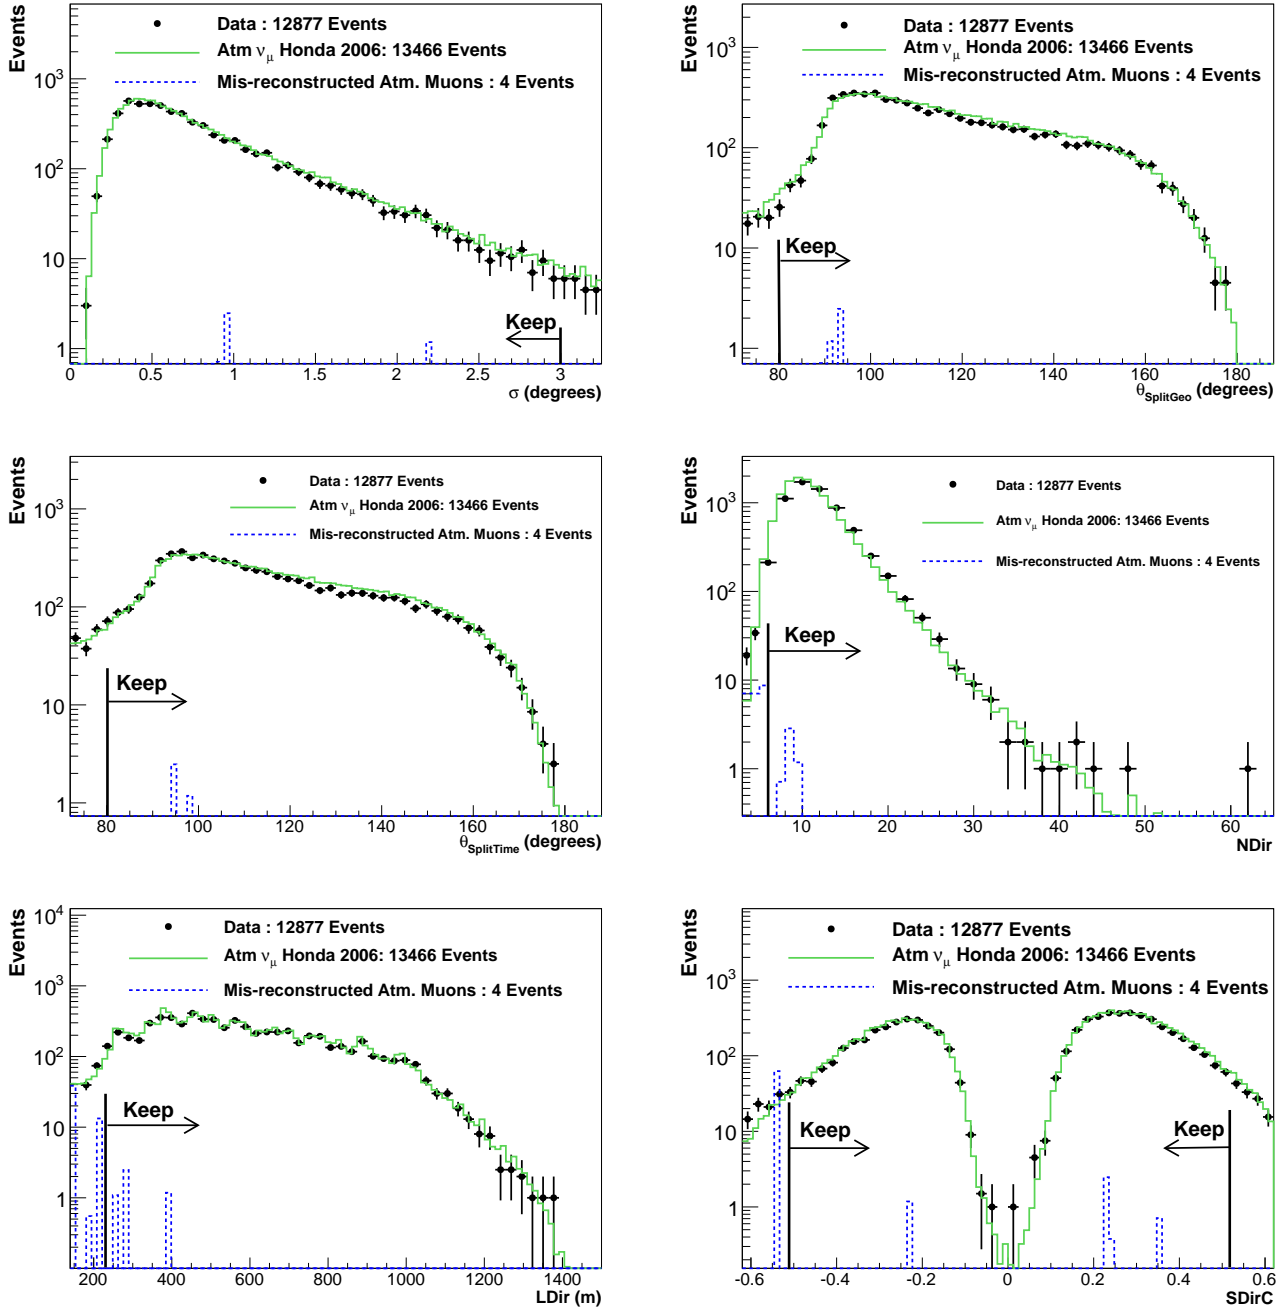 Events
Data : 12877 Events
Atm νμ Honda 2006: 13466 Events
Mis-reconstructed Atm. Muons : 4 Events
10³
10²
10
1
Keep
0 0.5 1 1.5 2 2.5 3
σ (degrees)
Events
Data : 12877 Events
Atm νμ Honda 2006: 13466 Events
Mis-reconstructed Atm. Muons : 4 Events
10³
10²
10
1
Keep
80 100 120 140 160 180
θSplitGeo (degrees)
Events
Data : 12877 Events
Atm νμ Honda 2006: 13466 Events
Mis-reconstructed Atm. Muons : 4 Events
10³
10²
10
1
Keep
80 100 120 140 160 180
θSplitTime (degrees)
Events
Data : 12877 Events
Atm νμ Honda 2006: 13466 Events
Mis-reconstructed Atm. Muons : 4 Events
10³
10²
10
1
Keep
10 20 30 40 50 60
NDir
Events
Data : 12877 Events
Atm νμ Honda 2006: 13466 Events
Mis-reconstructed Atm. Muons : 4 Events
10⁴
10³
10²
10
1
Keep
200 400 600 800 1000 1200 1400
LDir (m)
Events
Data : 12877 Events
Atm νμ Honda 2006: 13466 Events
Mis-reconstructed Atm. Muons : 4 Events
10³
10²
10
1
Keep
Keep
-0.6 -0.4 -0.2 0 0.2 0.4 0.6
SDirC